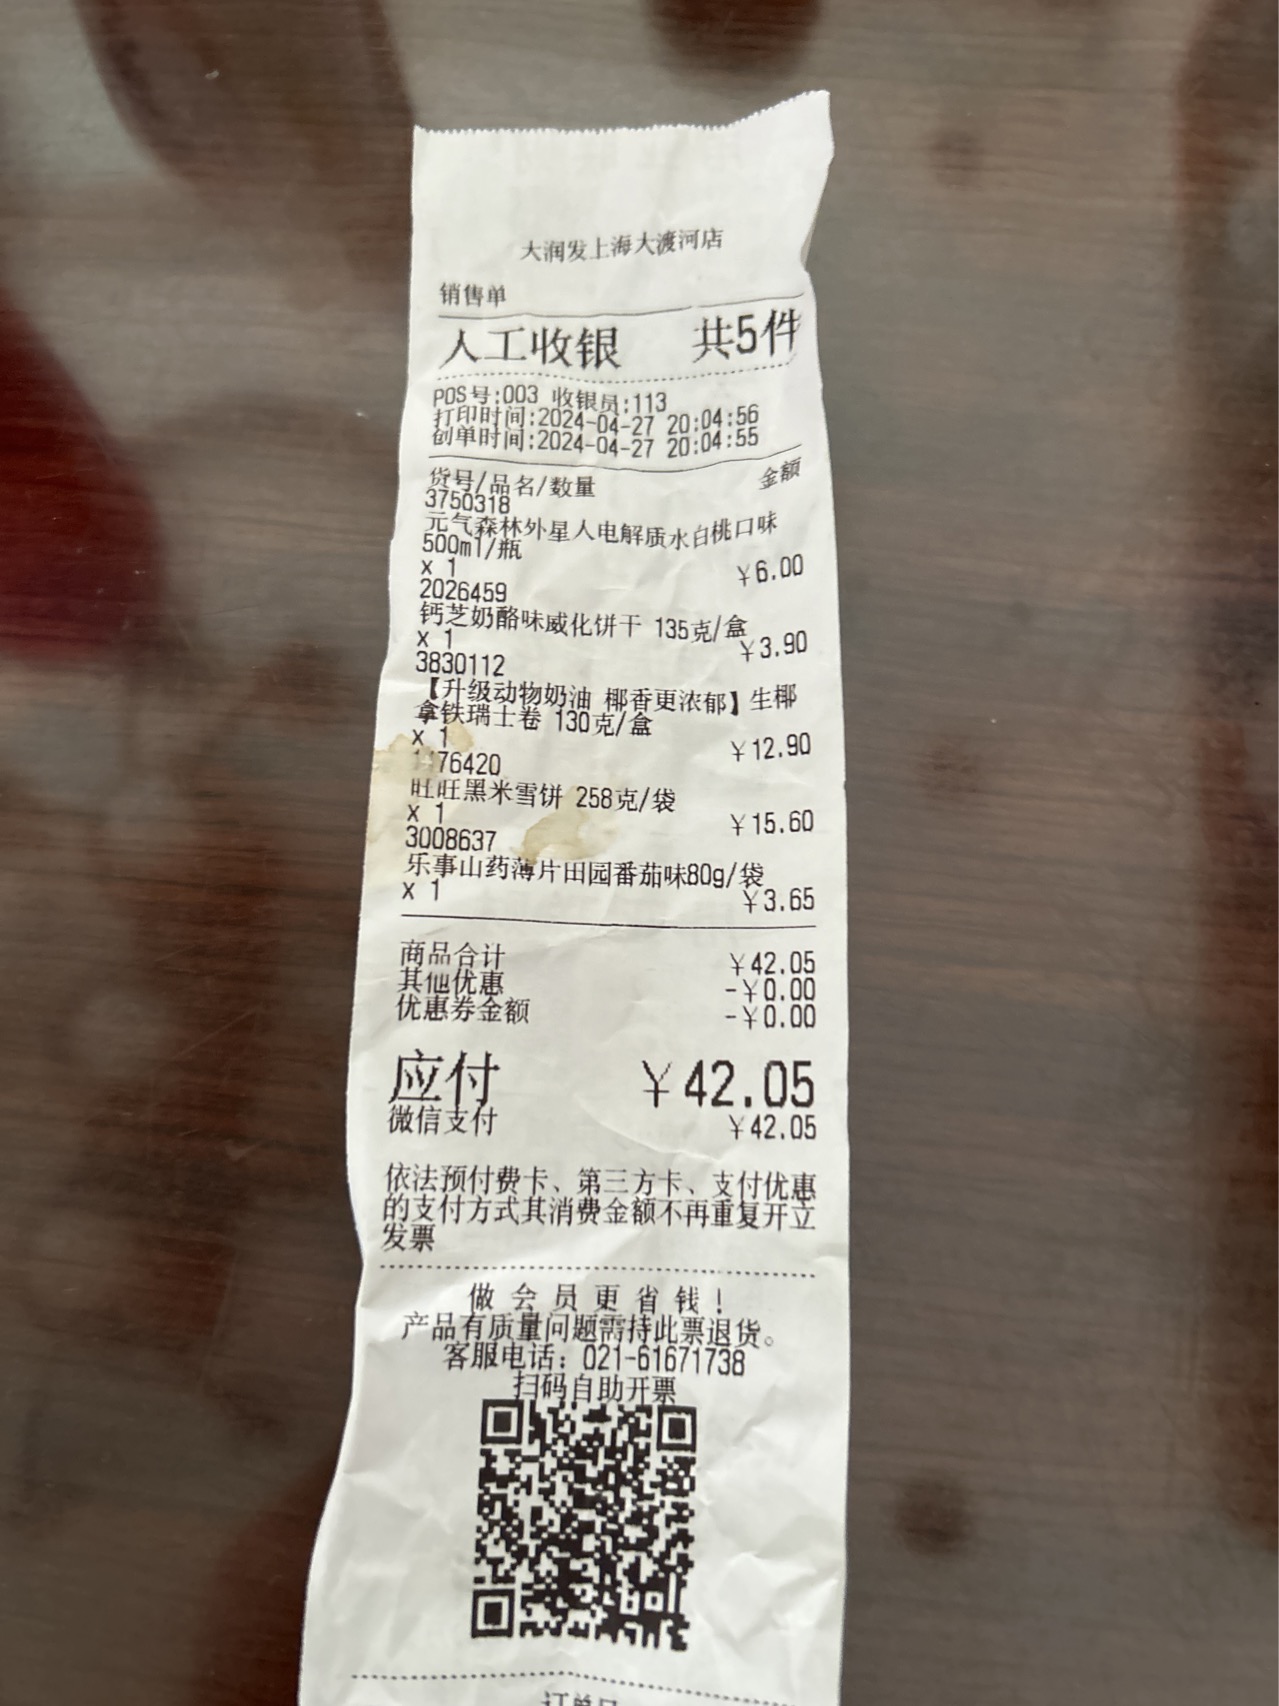 大润发上海大渡河店
销售单
人工收银 共5件
POS号:003 收银员:113
打印时间:2024-04-27 20:04:56
创单时间:2024-04-27 20:04:55
货号/品名/数量 金额
3750318
元气森林外星人电解质水白桃口味
500ml/瓶
x 1 ￥6.00
2026459
钙芝奶酪味威化饼干 135克/盒
x 1 ￥3.90
3830112
【升级动物奶油 椰香更浓郁】生椰
拿铁瑞士卷 130克/盒
x 1 ￥12.90
旺旺黑米雪饼 258克/袋
x 1 ￥15.60
3008637
乐事山药薄片田园番茄味80g/袋
x 1 ￥3.65
商品合计 ￥42.05
其他优惠 -￥0.00
优惠券金额 -￥0.00
应付 ￥42.05
微信支付 ￥42.05
依法预付费卡、第三方卡、支付优惠
的支付方式其消费金额不再重复开立
发票
做会员更省钱！
产品有质量问题需持此票退货。
客服电话：021-61671738
扫码自助开票